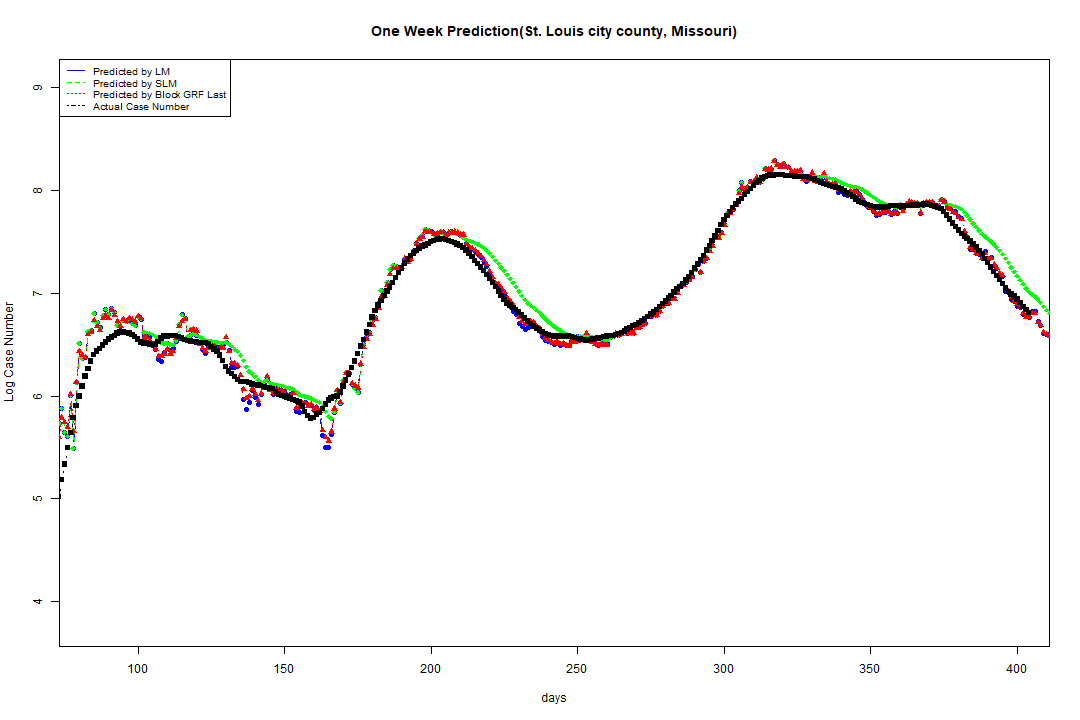 One Week Prediction(St. Louis city county, Missouri)
Predicted by LM
Predicted by SLM
Predicted by Block GRF Last
Actual Case Number
9
8
7
6
5
4
Log Case Number
100 150 200 250 300 350 400
days